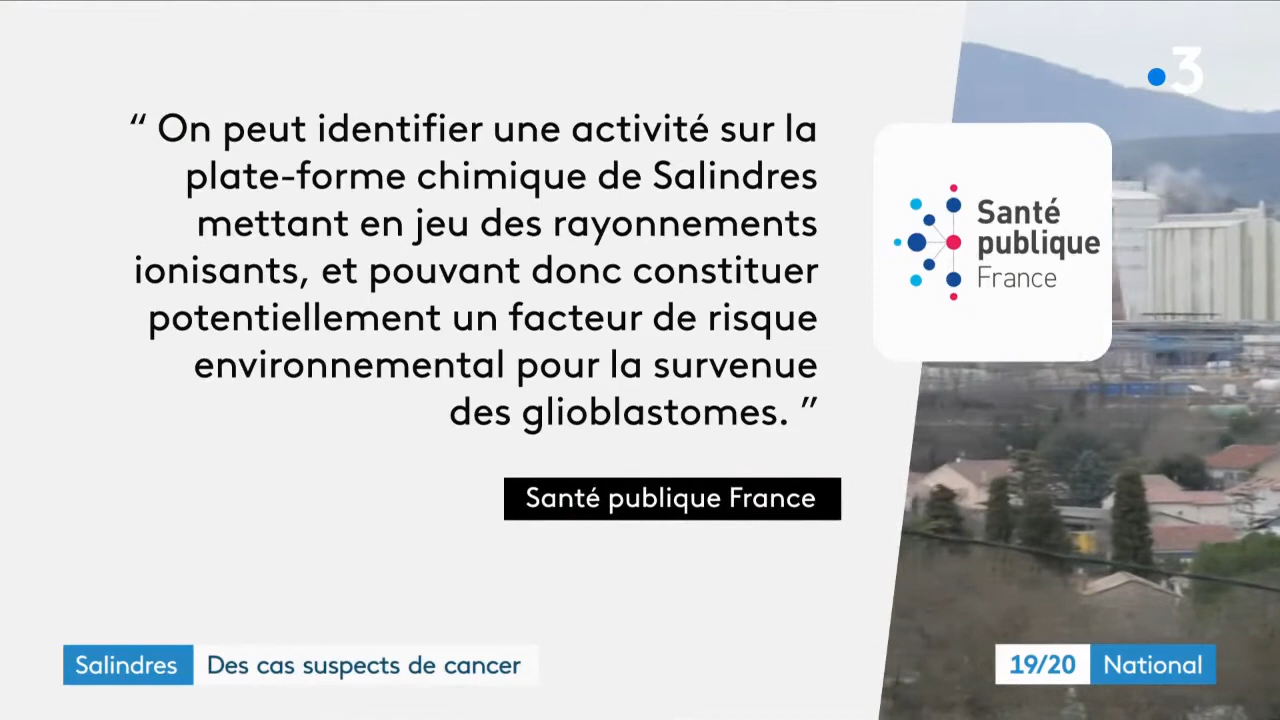 3
“ On peut identifier une activité sur la
plate-forme chimique de Salindres
mettant en jeu des rayonnements
ionisants, et pouvant donc constituer
potentiellement un facteur de risque
environnemental pour la survenue
des glioblastomes. ”
Santé publique France
Santé
publique
France
Salindres Des cas suspects de cancer
19/20 National